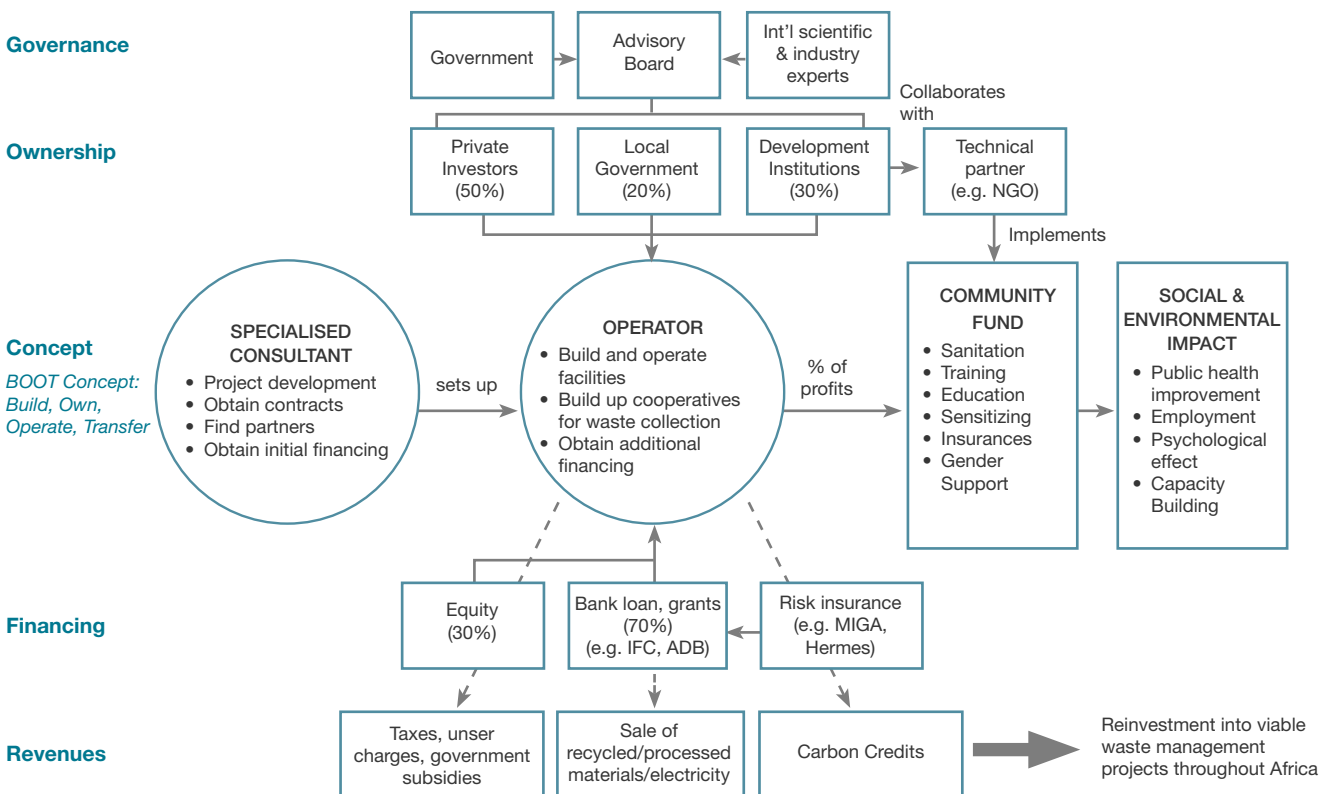 Governance
Government
Advisory
Board
Int'l scientific
& industry
experts
Collaborates
with
Ownership
Private
Investors
(50%)
Local
Government
(20%)
Development
Institutions
(30%)
Technical
partner
(e.g. NGO)
Implements
Concept
BOOT Concept:
Build, Own,
Operate, Transfer
SPECIALISED
CONSULTANT
• Project development
• Obtain contracts
• Find partners
• Obtain initial financing
sets up
OPERATOR
• Build and operate
facilities
• Build up cooperatives
for waste collection
• Obtain additional
financing
% of
profits
COMMUNITY
FUND
• Sanitation
• Training
• Education
• Sensitizing
• Insurances
• Gender
Support
SOCIAL &
ENVIRONMENTAL
IMPACT
• Public health
improvement
• Employment
• Psychological
effect
• Capacity
Building
Financing
Equity
(30%)
Bank loan, grants
(70%)
(e.g. IFC, ADB)
Risk insurance
(e.g. MIGA,
Hermes)
Revenues
Taxes, unser
charges, government
subsidies
Sale of
recycled/processed
materials/electricity
Carbon Credits
Reinvestment into viable
waste management
projects throughout Africa